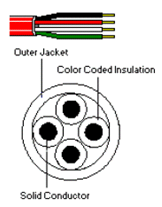 Outer Jacket
Color Coded Insulation
Solid Conductor